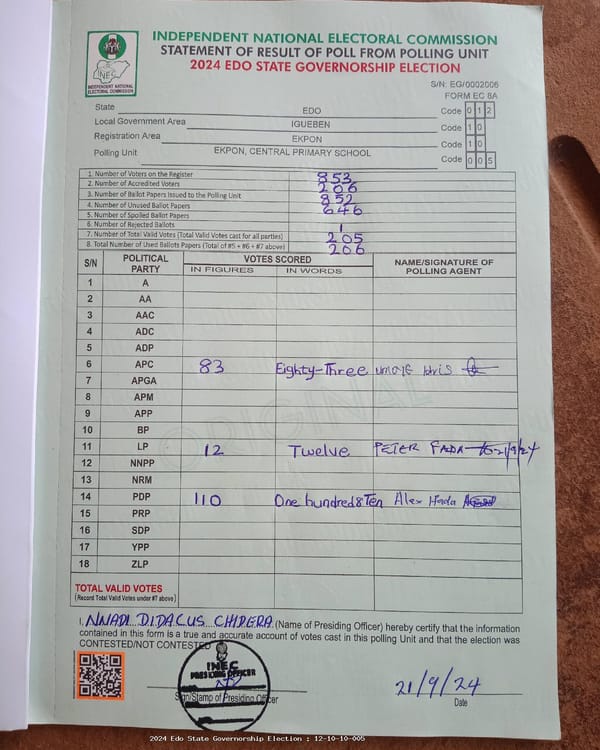 INDEPENDENT NATIONAL ELECTORAL COMMISSION
STATEMENT OF RESULT OF POLL FROM POLLING UNIT
2024 EDO STATE GOVERNORSHIP ELECTION
INEC
INDEPENDENT NATIONAL
ELECTORAL COMMISSION
S/N: EG/0002006
FORM EC 8A
State EDO Code 0 1 2
Local Government Area IGUEBEN Code 1 0
Registration Area EKPON Code 1 0
Polling Unit EKPON, CENTRAL PRIMARY SCHOOL Code 0 0 5
1. Number of Voters on the Register 853
2. Number of Accredited Voters 206
3. Number of Ballot Papers Issued to the Polling Unit 852
4. Number of Unused Ballot Papers 646
5. Number of Spoiled Ballot Papers
6. Number of Rejected Ballots 1
7. Number of Total Valid Votes (Total Valid Votes cast for all parties) 205
8. Total Number of Used Ballots Papers (Total of #5 + #6 + #7 above) 206
S/N POLITICAL PARTY VOTES SCORED NAME/SIGNATURE OF POLLING AGENT
IN FIGURES IN WORDS
1 A
2 AA
3 AAC
4 ADC
5 ADP
6 APC 83 Eighty-Three
7 APGA
8 APM
9 APP
10 BP
11 LP 12 Twelve PETER FADA 21/9/24
12 NNPP
13 NRM
14 PDP 110 One hundred & Ten Alex Hada
15 PRP
16 SDP
17 YPP
18 ZLP
ORIGINAL
TOTAL VALID VOTES
(Record Total Valid Votes under #7 above)
I, NNADI DIDACUS CHIDERA (Name of Presiding Officer) hereby certify that the information
contained in this form is a true and accurate account of votes cast in this polling Unit and that the election was
CONTESTED/NOT CONTESTED
INEC
PRESIDING OFFICER
Sign/Stamp of Presiding Officer
21/9/24
Date
2024 Edo State Governorship Election : 12-10-10-005